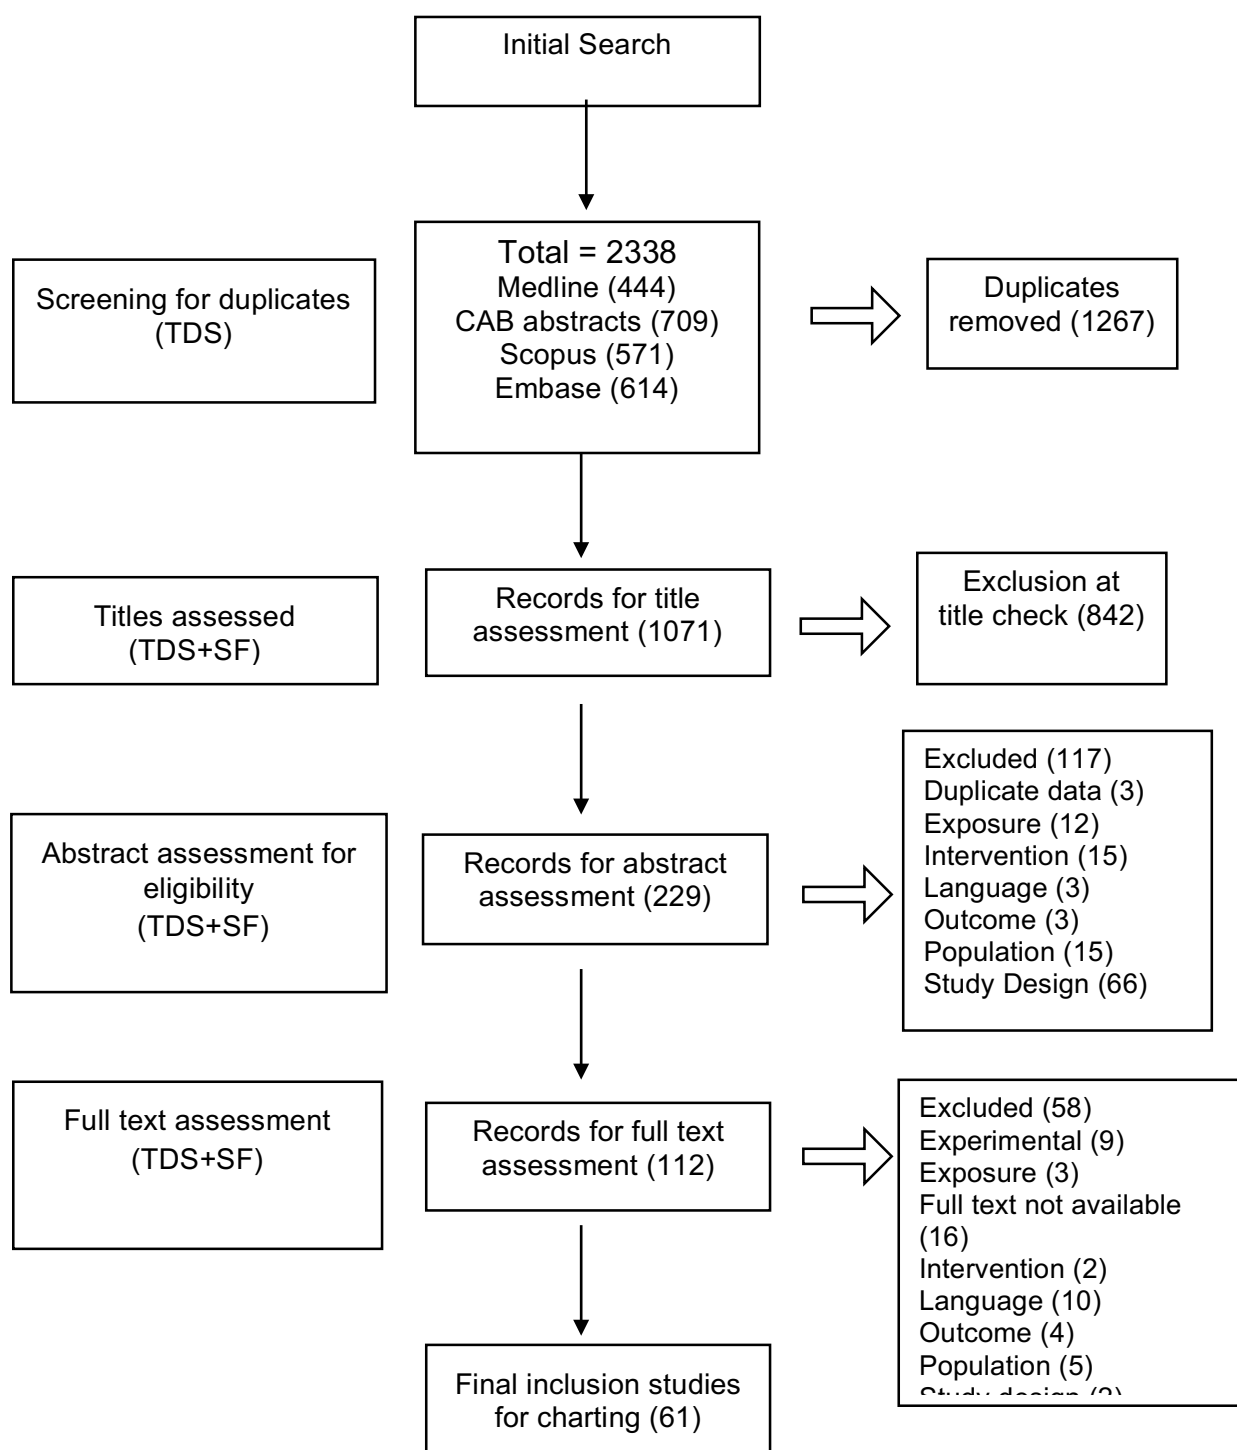 Initial Search
Total = 2338
Medline (444)
CAB abstracts (709)
Scopus (571)
Embase (614)
Screening for duplicates
(TDS)
Duplicates
removed (1267)
Titles assessed
(TDS+SF)
Records for title
assessment (1071)
Exclusion at
title check (842)
Abstract assessment for
eligibility
(TDS+SF)
Records for abstract
assessment (229)
Excluded (117)
Duplicate data (3)
Exposure (12)
Intervention (15)
Language (3)
Outcome (3)
Population (15)
Study Design (66)
Full text assessment
(TDS+SF)
Records for full text
assessment (112)
Excluded (58)
Experimental (9)
Exposure (3)
Full text not available
(16)
Intervention (2)
Language (10)
Outcome (4)
Population (5)
Study design
Final inclusion studies
for charting (61)